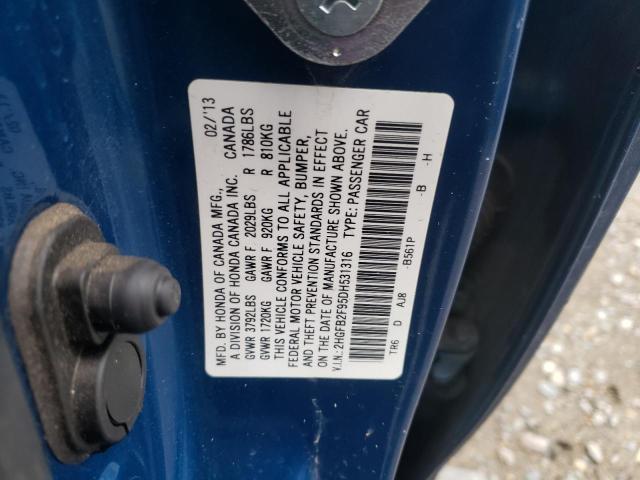 MFD. BY HONDA OF CANADA MFG., 02/'13
A DIVISION OF HONDA CANADA INC. CANADA
GVWR 3792LBS GAWR F 2029LBS R 1786LBS
GVWR 1720KG GAWR F 920KG R 810KG
THIS VEHICLE CONFORMS TO ALL APPLICABLE
FEDERAL MOTOR VEHICLE SAFETY, BUMPER,
AND THEFT PREVENTION STANDARDS IN EFFECT
ON THE DATE OF MANUFACTURE SHOWN ABOVE.
V.I.N.: 2HGFB2F95DH531316 TYPE: PASSENGER CAR
TR6 D AJ8 -B561P -B -H